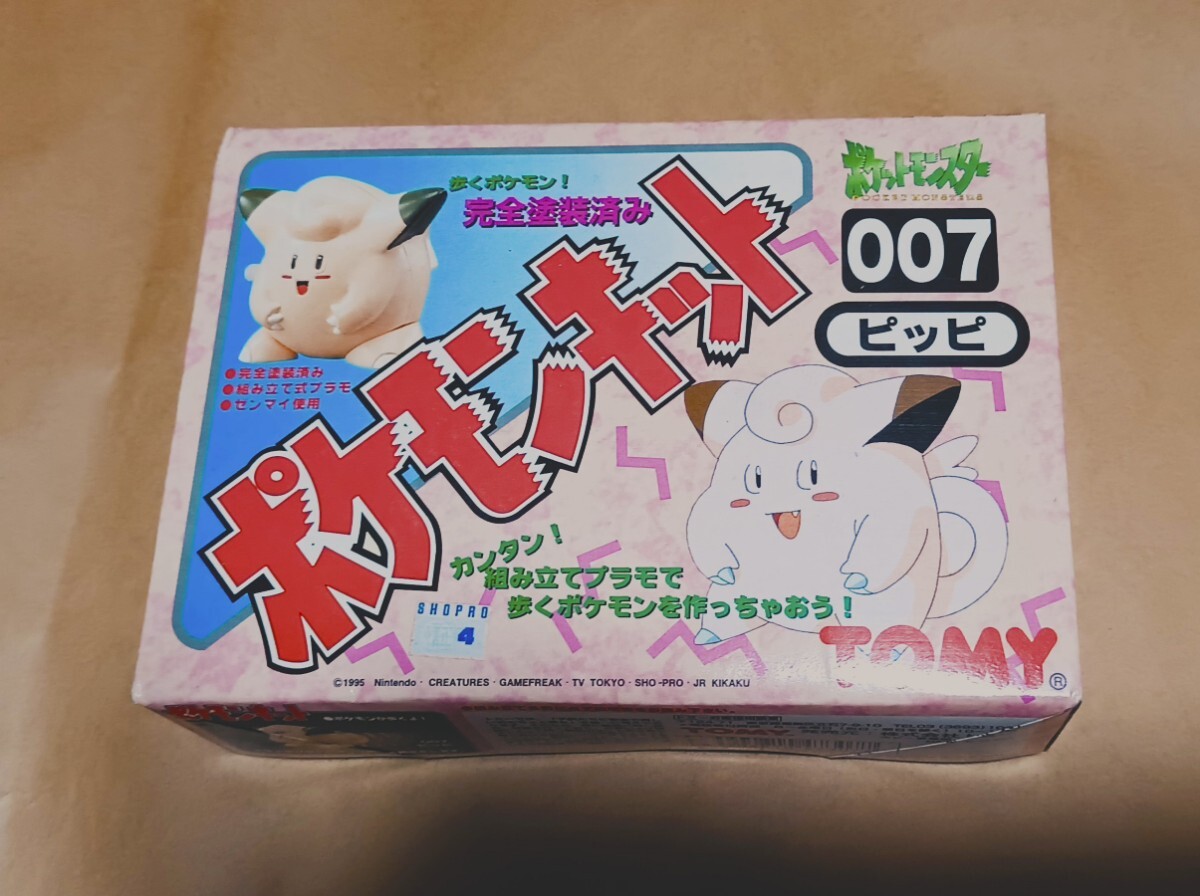 歩くポケモン!
完全塗装済み
ポケットモンスター
POCKET MONSTERS
007
ピッピ
ポケモンキット
●完全塗装済み
●組み立て式プラモ
●センマイ使用
カンタン!
組み立てプラモで
歩くポケモンを作っちゃおう!
SHOPRO
4
TOMY®
©1995 Nintendo · CREATURES · GAMEFREAK · TV TOKYO · SHO-PRO · JR KIKAKU
TOMY